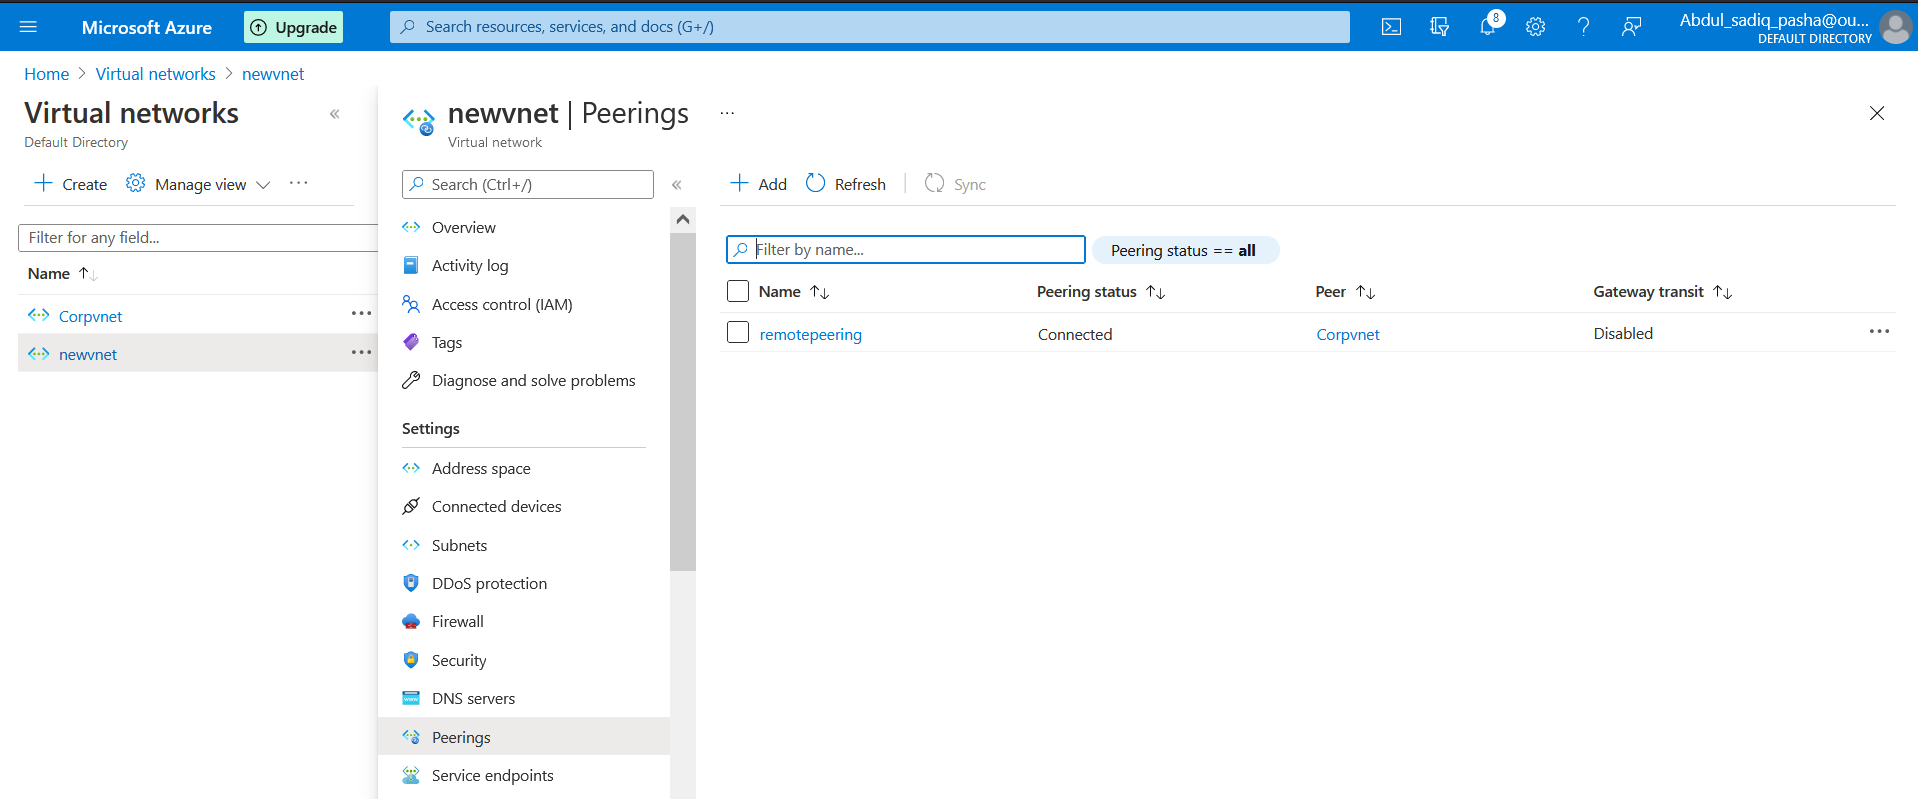 Microsoft Azure
Upgrade
Search resources, services, and docs (G+/)
8
Abdul_sadiq_pasha@ou...
DEFAULT DIRECTORY
Home > Virtual networks > newvnet
Virtual networks
Default Directory
Create
Manage view
Filter for any field...
Name
Corpvnet
newvnet
newvnet | Peerings
Virtual network
Search (Ctrl+/)
Overview
Activity log
Access control (IAM)
Tags
Diagnose and solve problems
Settings
Address space
Connected devices
Subnets
DDoS protection
Firewall
Security
DNS servers
Peerings
Service endpoints
Add
Refresh
Sync
Filter by name...
Peering status == all
Name Peering status Peer Gateway transit
remotepeering Connected Corpvnet Disabled